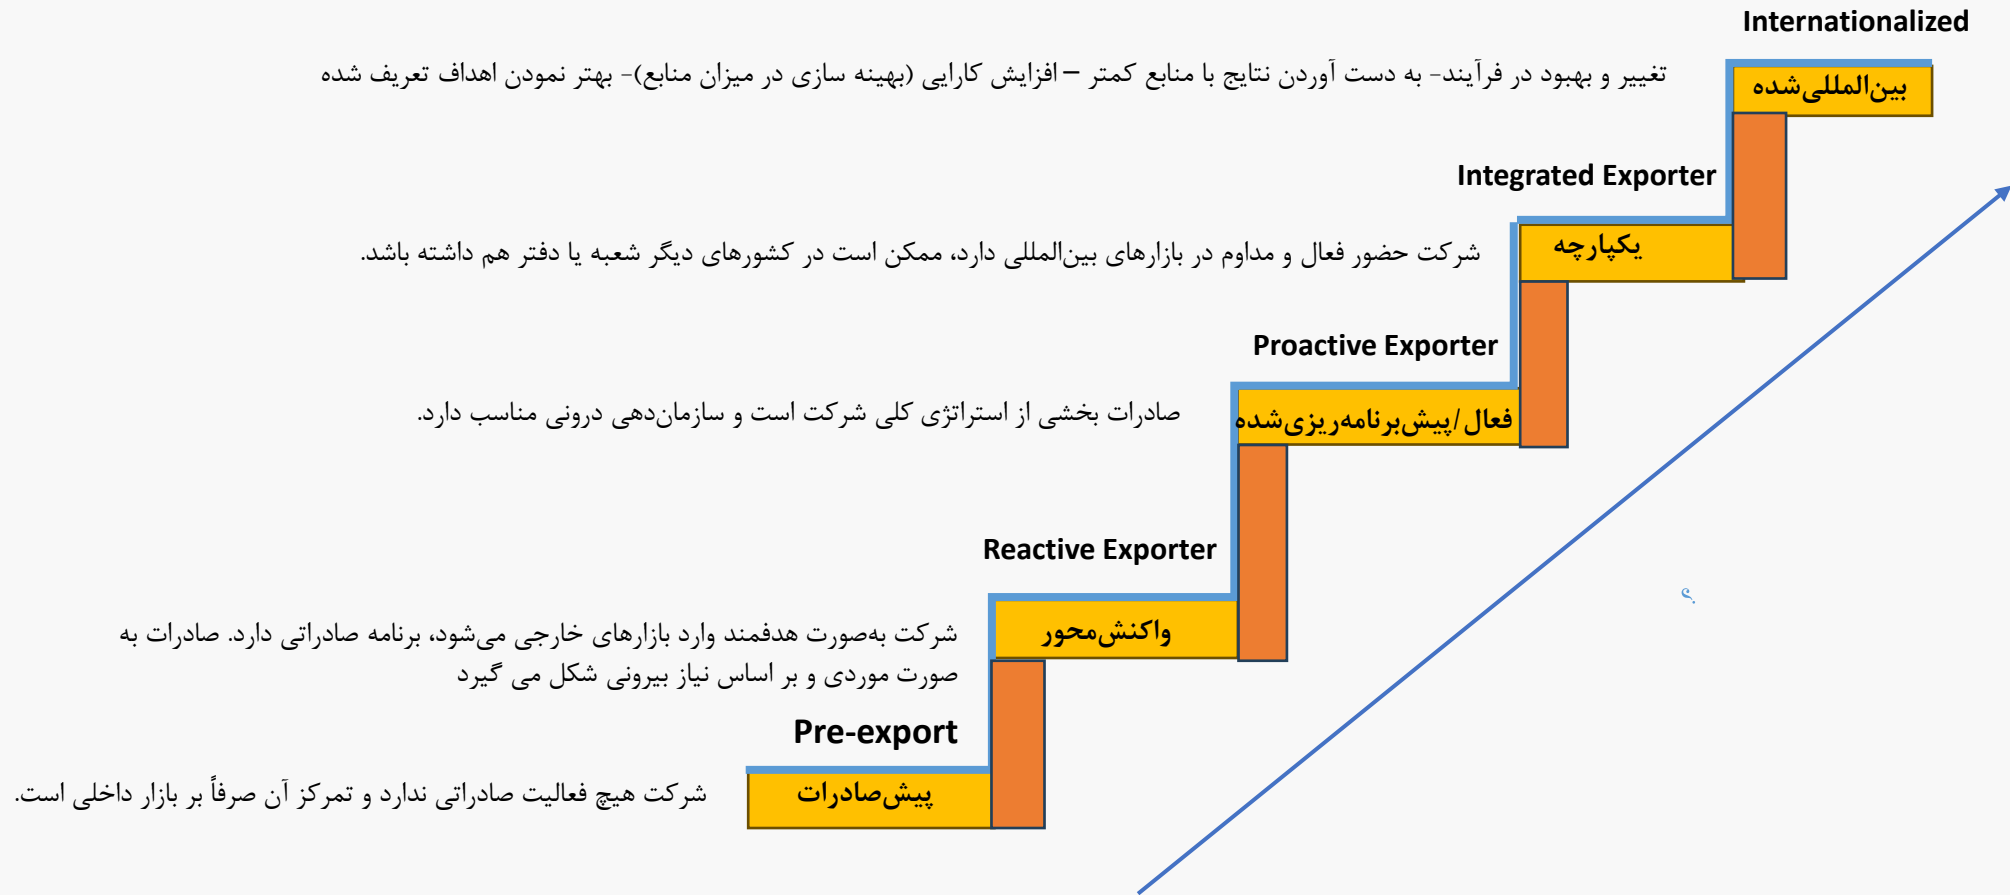 Internationalized
تغییر و بهبود در فرآیند- به دست آوردن نتایج با منابع کمتر – افزایش کارایی (بهینه سازی در میزان منابع)- بهتر نمودن اهداف تعریف شده
بین‌المللی‌شده
Integrated Exporter
شرکت حضور فعال و مداوم در بازارهای بین‌المللی دارد، ممکن است در کشورهای دیگر شعبه یا دفتر هم داشته باشد.
یکپارچه
Proactive Exporter
صادرات بخشی از استراتژی کلی شرکت است و سازمان‌دهی درونی مناسب دارد.
فعال/پیش‌برنامه‌ریزی‌شده
Reactive Exporter
شرکت به‌صورت هدفمند وارد بازارهای خارجی می‌شود، برنامه صادراتی دارد. صادرات به
صورت موردی و بر اساس نیاز بیرونی شکل می گیرد
واکنش‌محور
Pre-export
شرکت هیچ فعالیت صادراتی ندارد و تمرکز آن صرفاً بر بازار داخلی است.
پیش‌صادرات